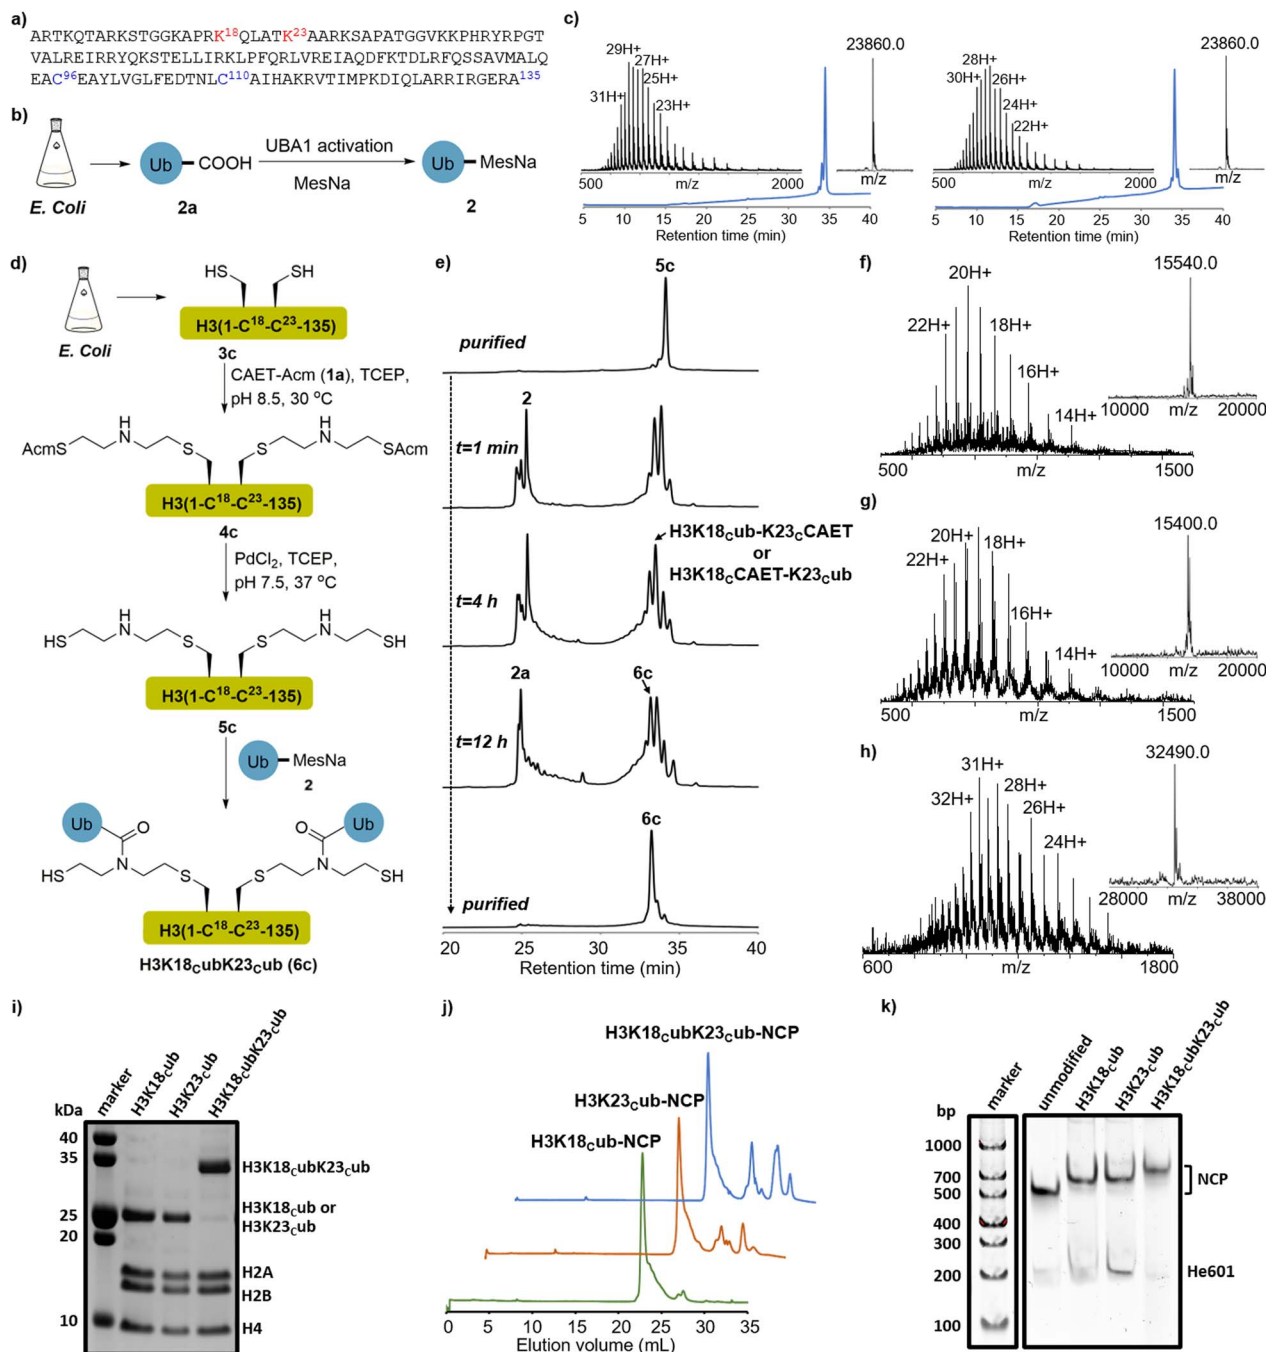 a)
ARTKQTARKSTGGKAPRK18QLATK23AARKSAPATGGVKKPHRYRPGT
VALREIRRYQKSTELLIRKLPFQRLVREIAQDFKTDLRFQSSAVMALQ
EAC96EAYLVGLFEDTNLC110AIHAKRVTIMPKDIQLARRIRGERA135
b)
E. Coli
Ub
COOH
2a
UBA1 activation
MesNa
Ub
MesNa
2
c)
29H+
27H+
25H+
31H+
23H+
500
m/z
2000
23860.0
m/z
5 10 15 20 25 30 35 40
Retention time (min)
28H+
30H+
26H+
24H+
22H+
500
m/z
2000
23860.0
m/z
5 10 15 20 25 30 35 40
Retention time (min)
d)
E. Coli
HS
SH
H3(1-C18-C23-135)
3c
CAET-Acm (1a), TCEP,
pH 8.5, 30 oC
AcmS
H
N
S
S
H
N
SAcm
H3(1-C18-C23-135)
4c
PdCl2, TCEP,
pH 7.5, 37 oC
HS
H
N
S
S
H
N
SH
H3(1-C18-C23-135)
5c
Ub
MesNa
2
Ub
O
HS
N
S
O
Ub
S
N
SH
H3(1-C18-C23-135)
H3K18CubK23Cub (6c)
e)
5c
purified
2
t=1 min
H3K18Cub-K23CCAET
or
H3K18CCAET-K23Cub
t=4 h
2a
6c
t=12 h
6c
purified
20 30 35 40
Retention time (min)
f)
20H+
22H+
18H+
16H+
14H+
500
m/z
1500
15540.0
10000 m/z 20000
g)
20H+
18H+
22H+
16H+
14H+
500
m/z
1500
15400.0
10000 m/z 20000
h)
31H+
32H+
28H+
26H+
24H+
600
m/z
1800
32490.0
28000 m/z 38000
i)
marker
H3K18Cub
H3K23Cub
H3K18CubK23Cub
kDa
40
35
25
20
10
H3K18CubK23Cub
H3K18Cub or
H3K23Cub
H2A
H2B
H4
j)
H3K18CubK23Cub-NCP
H3K23Cub-NCP
H3K18Cub-NCP
0 5 10 15 20 25 30 35
Elution volume (mL)
k)
marker
unmodified
H3K18Cub
H3K23Cub
H3K18CubK23Cub
bp
1000
700
500
400
300
200
100
NCP
He601